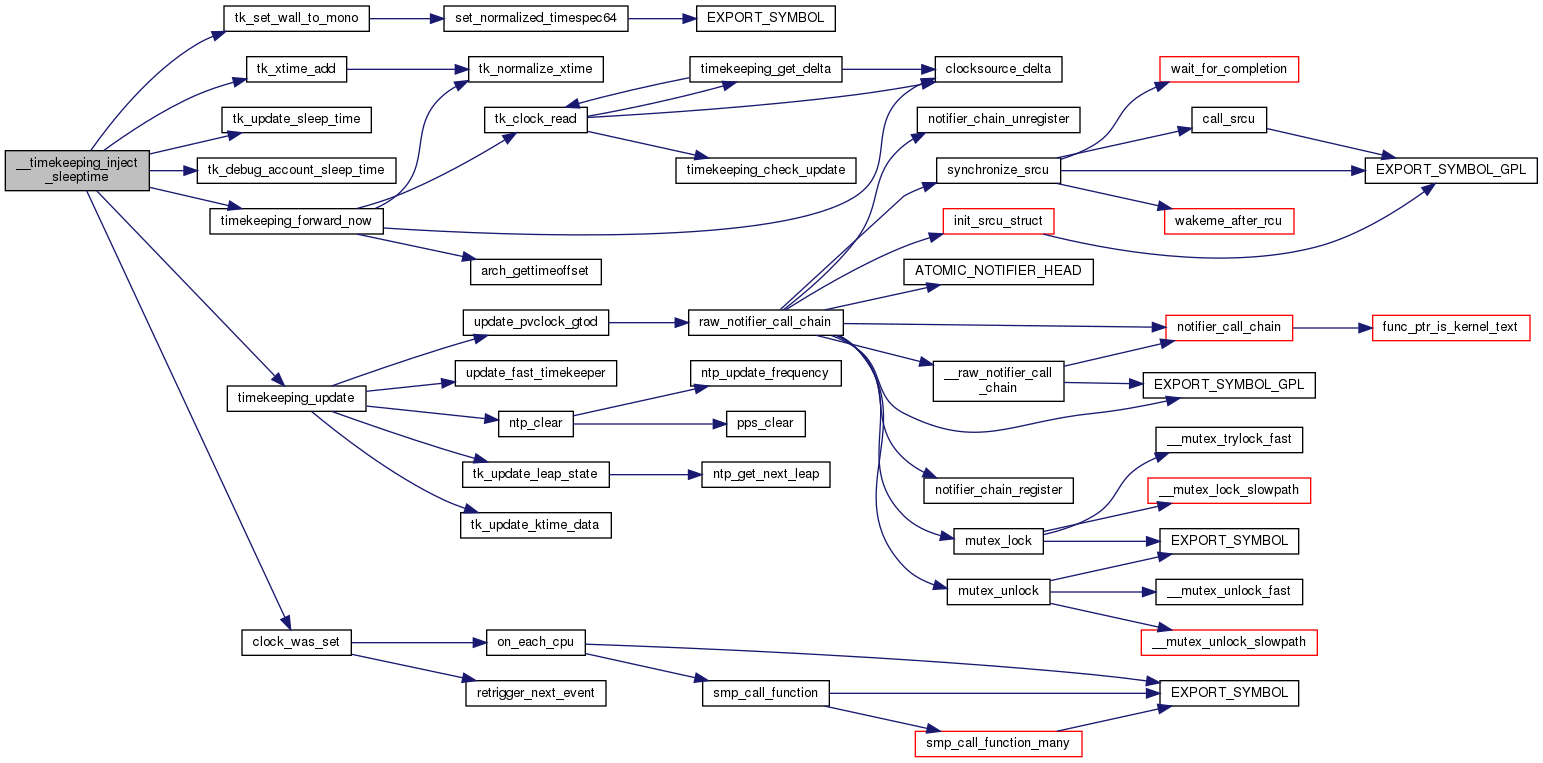 __timekeeping_inject
_sleeptime
tk_set_wall_to_mono
set_normalized_timespec64
EXPORT_SYMBOL
tk_xtime_add
tk_normalize_xtime
tk_update_sleep_time
tk_debug_account_sleep_time
timekeeping_forward_now
tk_clock_read
timekeeping_get_delta
clocksource_delta
timekeeping_check_update
arch_gettimeoffset
timekeeping_update
update_pvclock_gtod
raw_notifier_call_chain
notifier_chain_unregister
synchronize_srcu
wait_for_completion
call_srcu
EXPORT_SYMBOL_GPL
wakeme_after_rcu
init_srcu_struct
ATOMIC_NOTIFIER_HEAD
notifier_call_chain
func_ptr_is_kernel_text
__raw_notifier_call
_chain
EXPORT_SYMBOL_GPL
notifier_chain_register
mutex_lock
__mutex_trylock_fast
__mutex_lock_slowpath
EXPORT_SYMBOL
mutex_unlock
__mutex_unlock_fast
__mutex_unlock_slowpath
update_fast_timekeeper
ntp_clear
ntp_update_frequency
pps_clear
tk_update_leap_state
ntp_get_next_leap
tk_update_ktime_data
clock_was_set
on_each_cpu
retrigger_next_event
smp_call_function
EXPORT_SYMBOL
smp_call_function_many